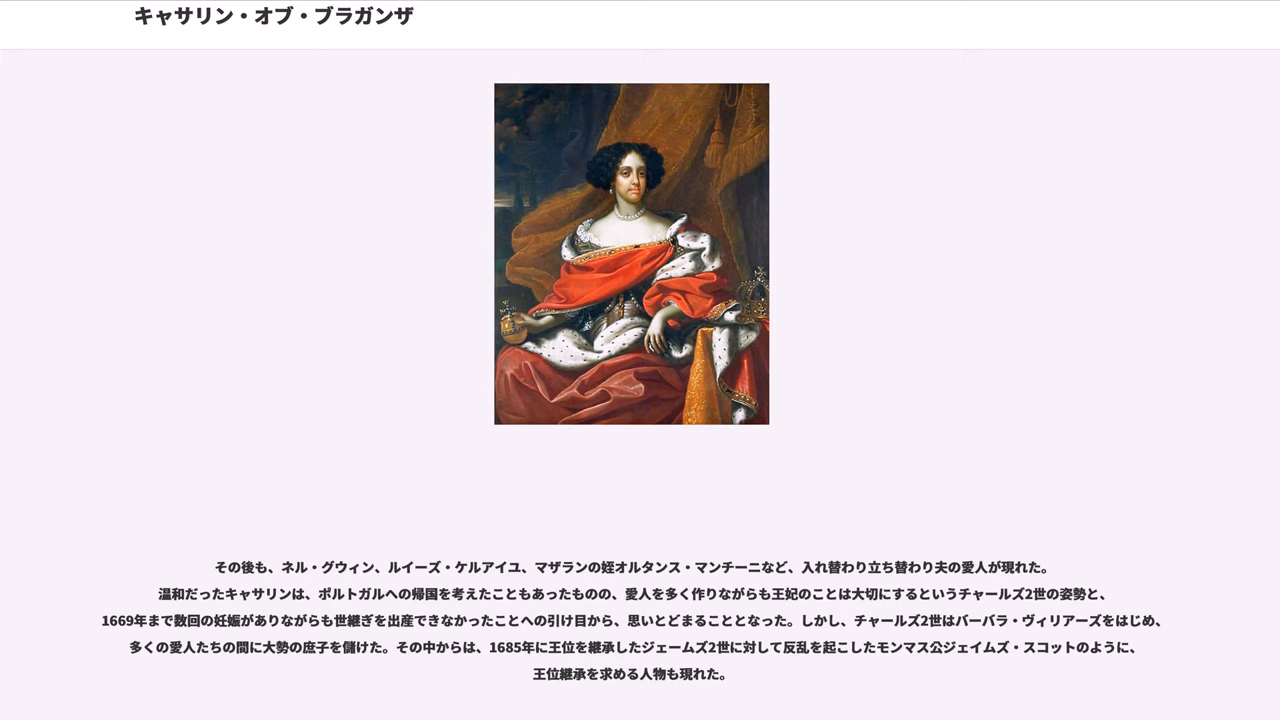 キャサリン・オブ・ブラガンザ
その後も、ネル・グウィン、ルイーズ・ケルアイユ、マザランの姪オルタンス・マンチーニなど、入れ替わり立ち替わり夫の愛人が現れた。
温和だったキャサリンは、ポルトガルへの帰国を考えたこともあったものの、愛人を多く作りながらも王妃のことは大切にするというチャールズ2世の姿勢と、
1669年まで数回の妊娠がありながらも世継ぎを出産できなかったことへの引け目から、思いとどまることとなった。しかし、チャールズ2世はバーバラ・ヴィリアーズをはじめ、
多くの愛人たちの間に大勢の庶子を儲けた。その中からは、1685年に王位を継承したジェームズ2世に対して反乱を起こしたモンマス公ジェイムズ・スコットのように、
王位継承を求める人物も現れた。